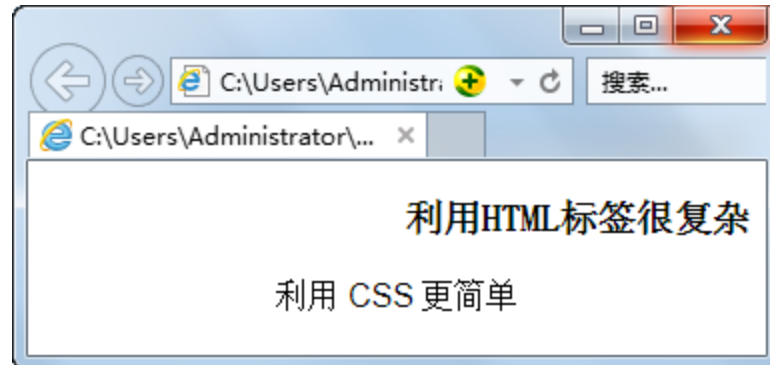 C:\Users\Administr
搜索...
C:\Users\Administrator\...
利用HTML标签很复杂
利用 CSS 更简单